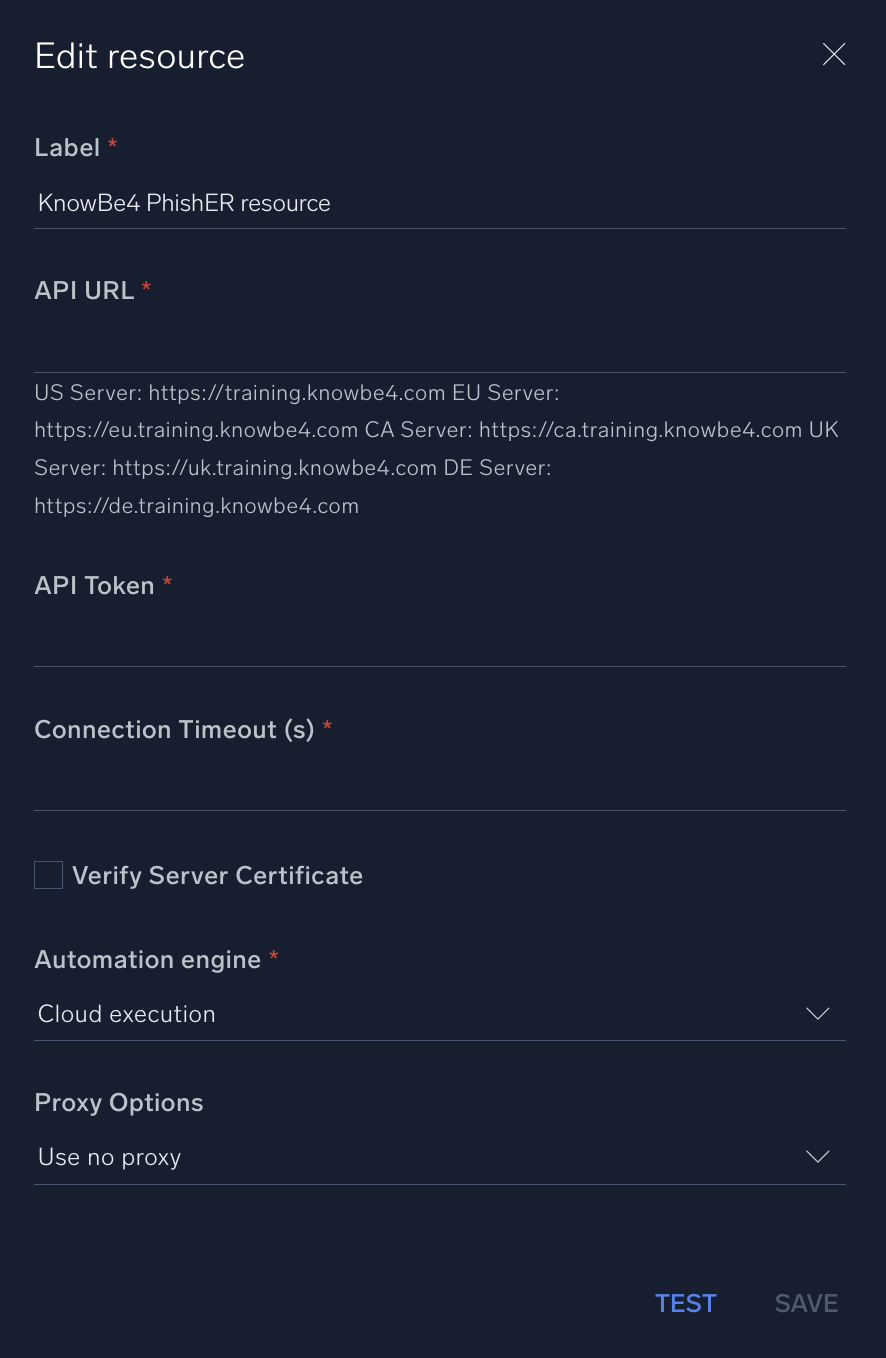 Edit resource
Label *
KnowBe4 PhishER resource
API URL *
US Server: https://training.knowbe4.com EU Server:
https://eu.training.knowbe4.com CA Server: https://ca.training.knowbe4.com UK
Server: https://uk.training.knowbe4.com DE Server:
https://de.training.knowbe4.com
API Token *
Connection Timeout (s) *
Verify Server Certificate
Automation engine *
Cloud execution
Proxy Options
Use no proxy
TEST SAVE